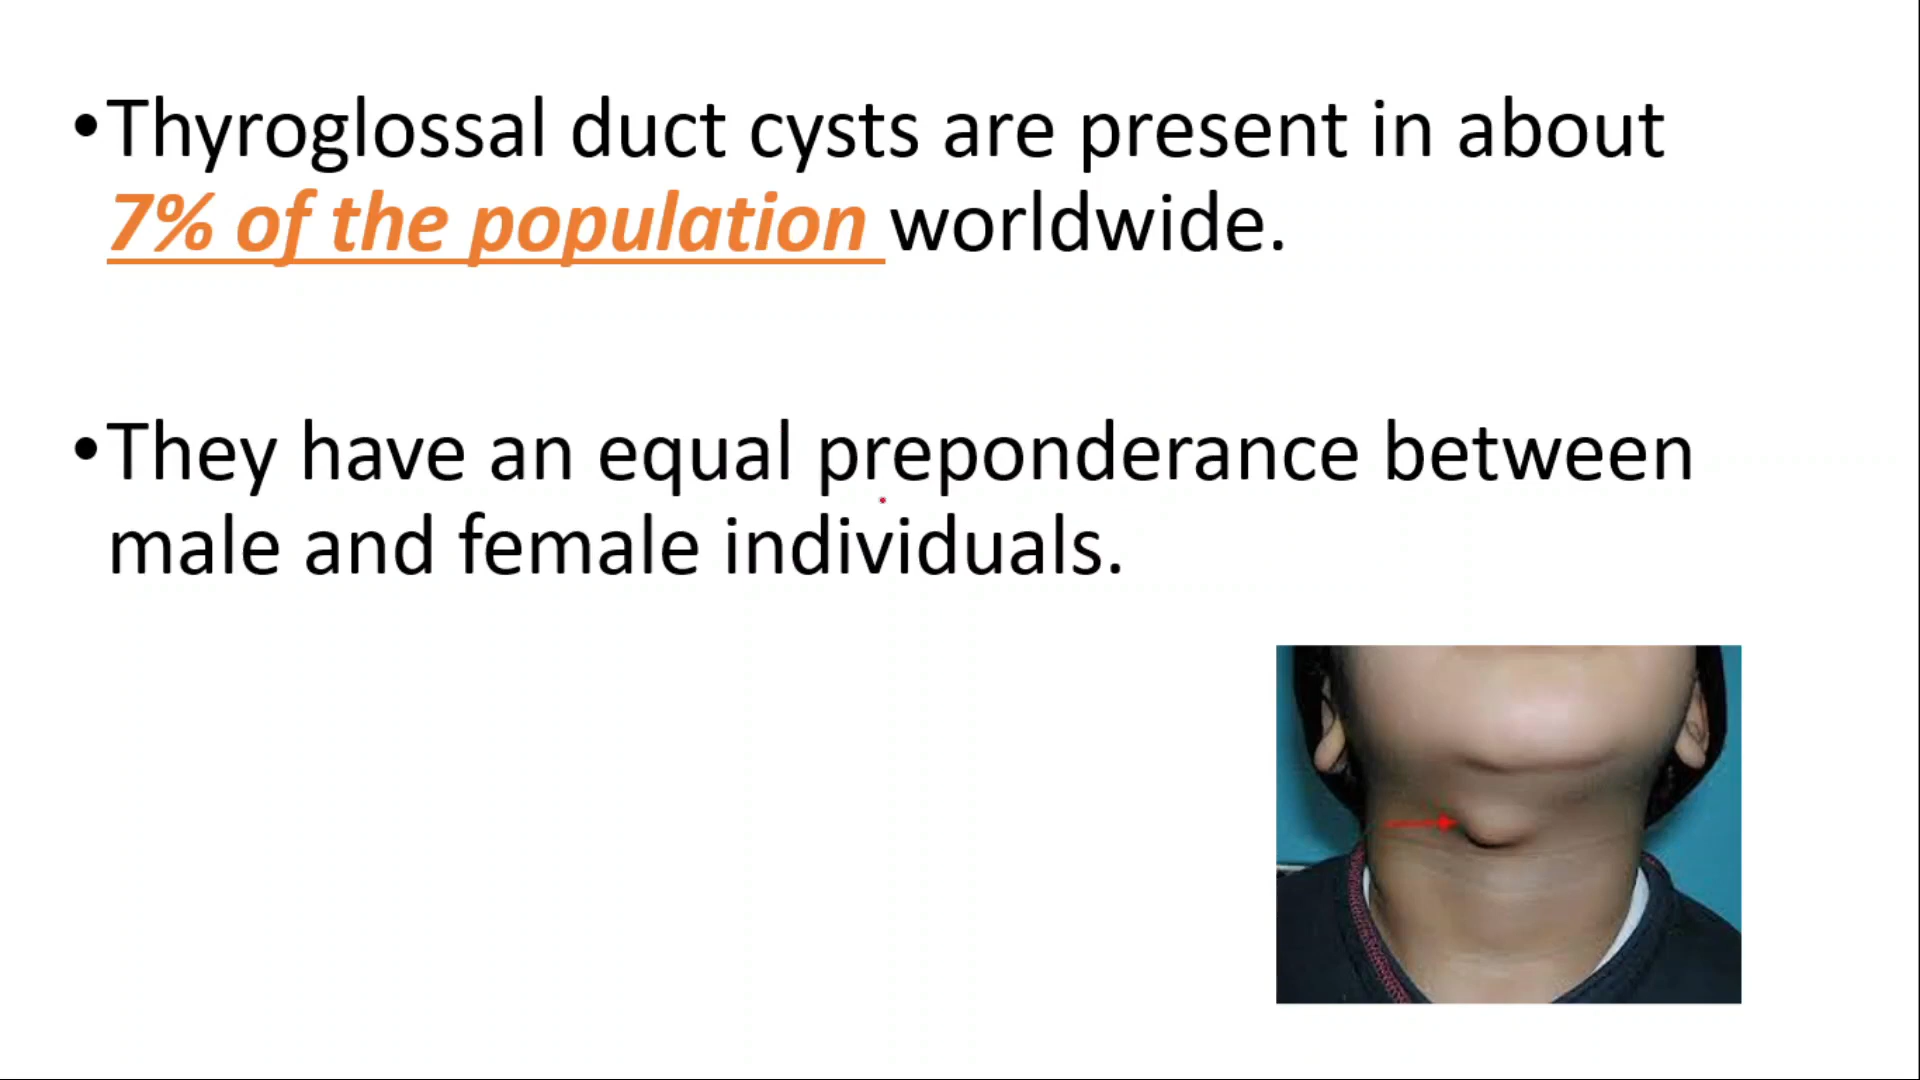 •Thyroglossal duct cysts are present in about
7% of the population worldwide.
•They have an equal preponderance between
male and female individuals.